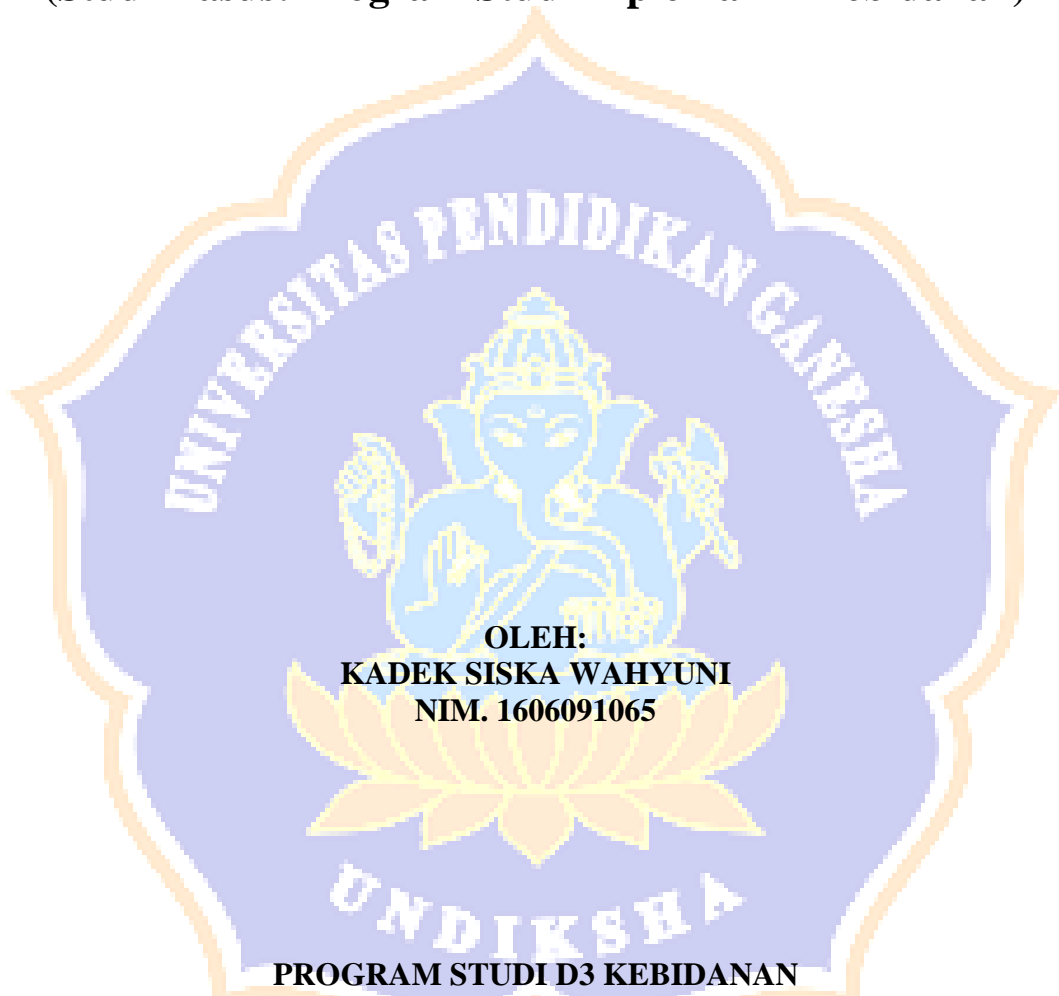 UNIVERSITAS PENDIDIKAN GANESHA
OLEH:
KADEK SISKA WAHYUNI
NIM. 1606091065
UNDIKSHA
PROGRAM STUDI D3 KEBIDANAN